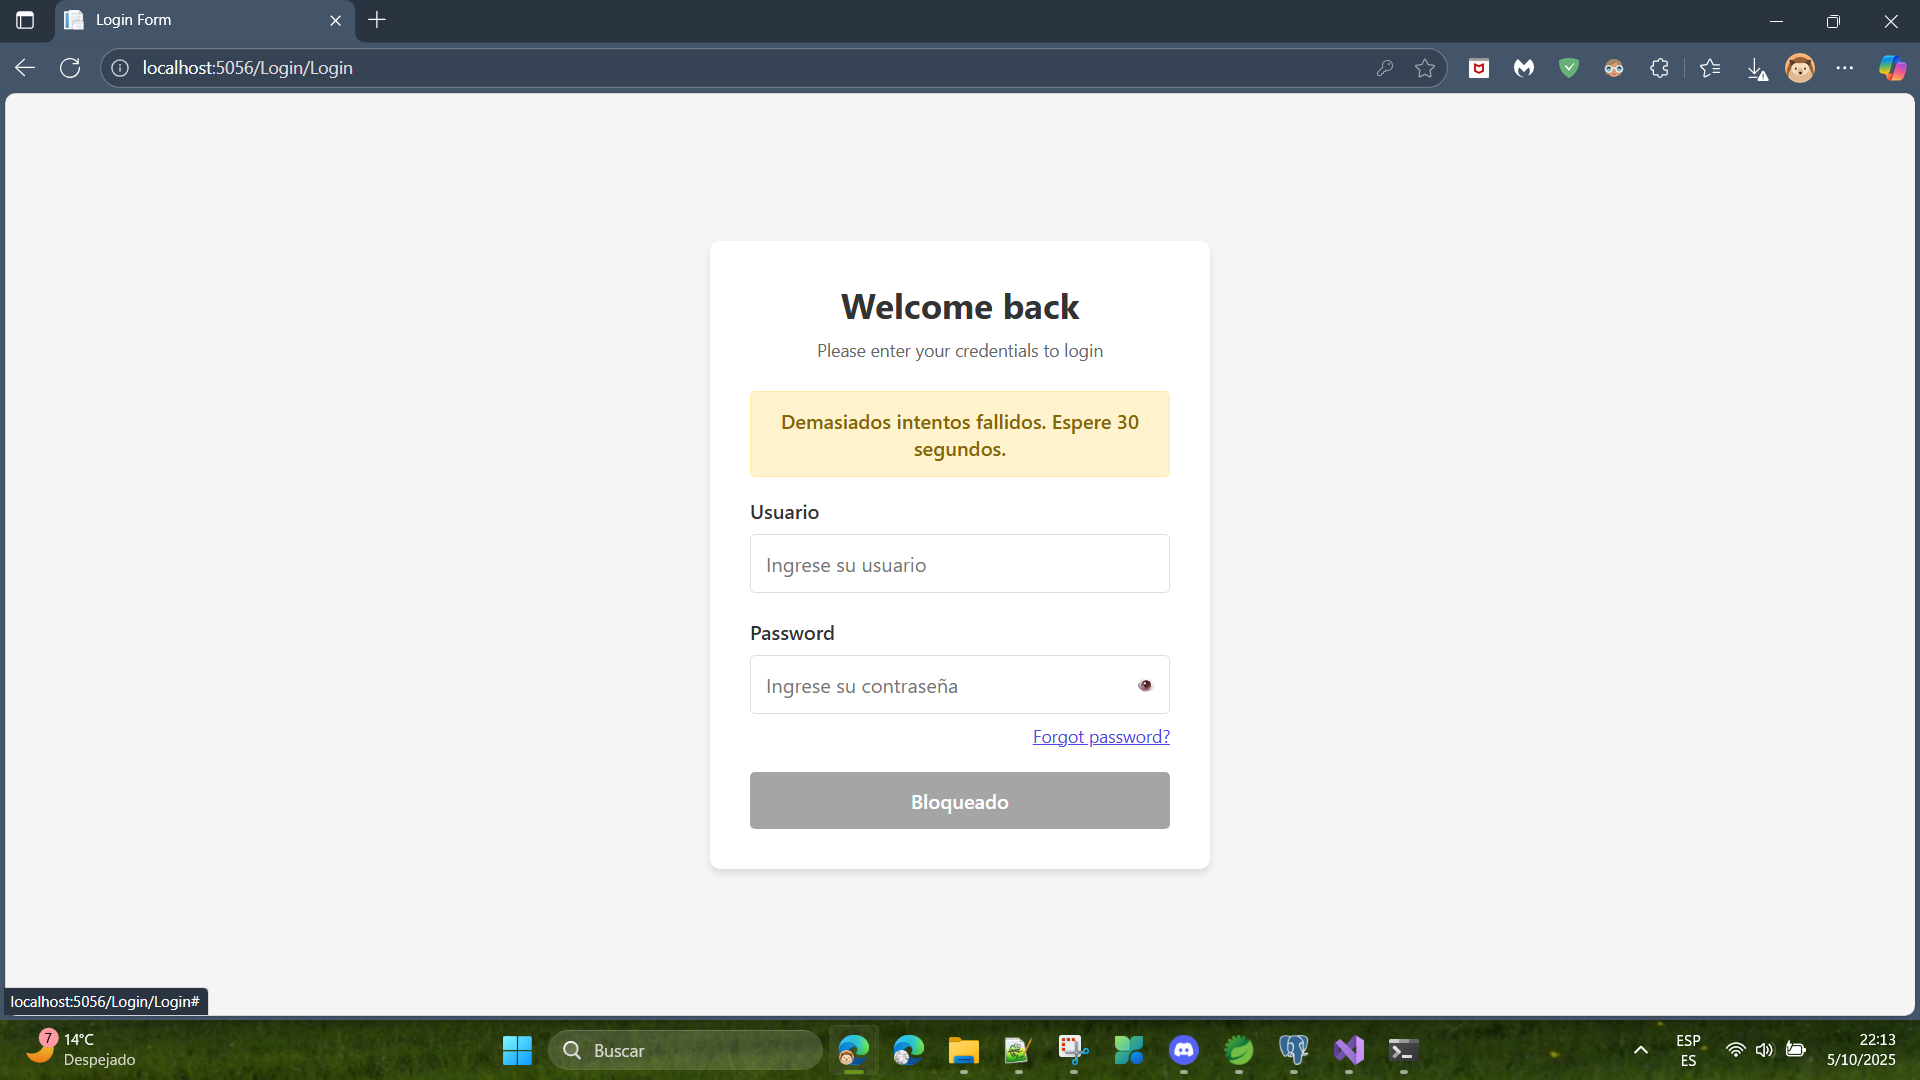 Login Form
localhost:5056/Login/Login
Welcome back
Please enter your credentials to login
Demasiados intentos fallidos. Espere 30
segundos.
Usuario
Ingrese su usuario
Password
Ingrese su contraseña
Forgot password?
Bloqueado
localhost:5056/Login/Login#
7
14°C
Despejado
Buscar
ESP
ES
22:13
5/10/2025